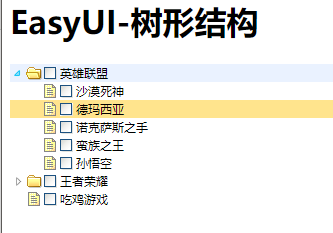 EasyUI-树形结构
英雄联盟
沙漠死神
德玛西亚
诺克萨斯之手
蛮族之王
孙悟空
王者荣耀
吃鸡游戏